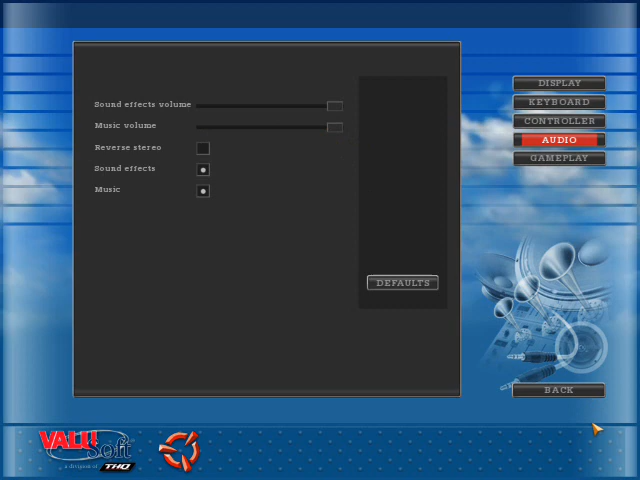 Sound effects volume
Music volume
Reverse stereo
Sound effects
Music
DEFAULTS
DISPLAY
KEYBOARD
CONTROLLER
AUDIO
GAMEPLAY
BACK
VALUSoft
a division of THQ